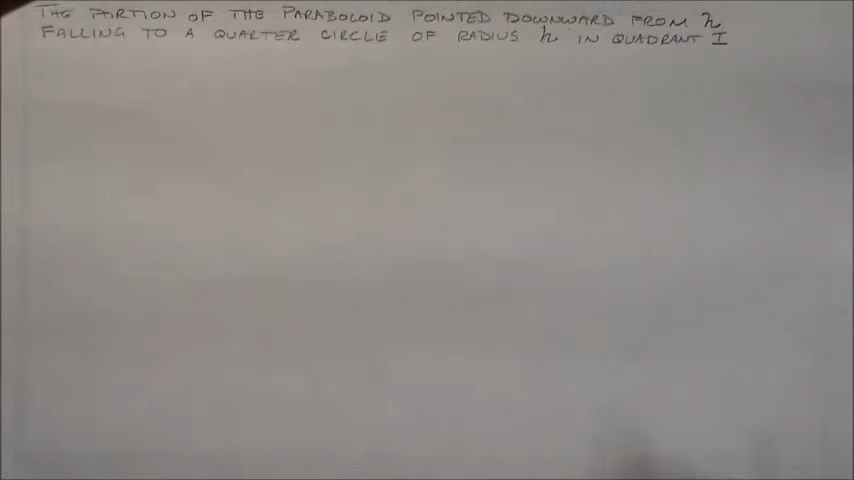 THE PORTION OF THE PARABOLOID POINTED DOWNWARD FROM h
FALLING TO A QUARTER CIRCLE OF RADIUS h IN QUADRANT I